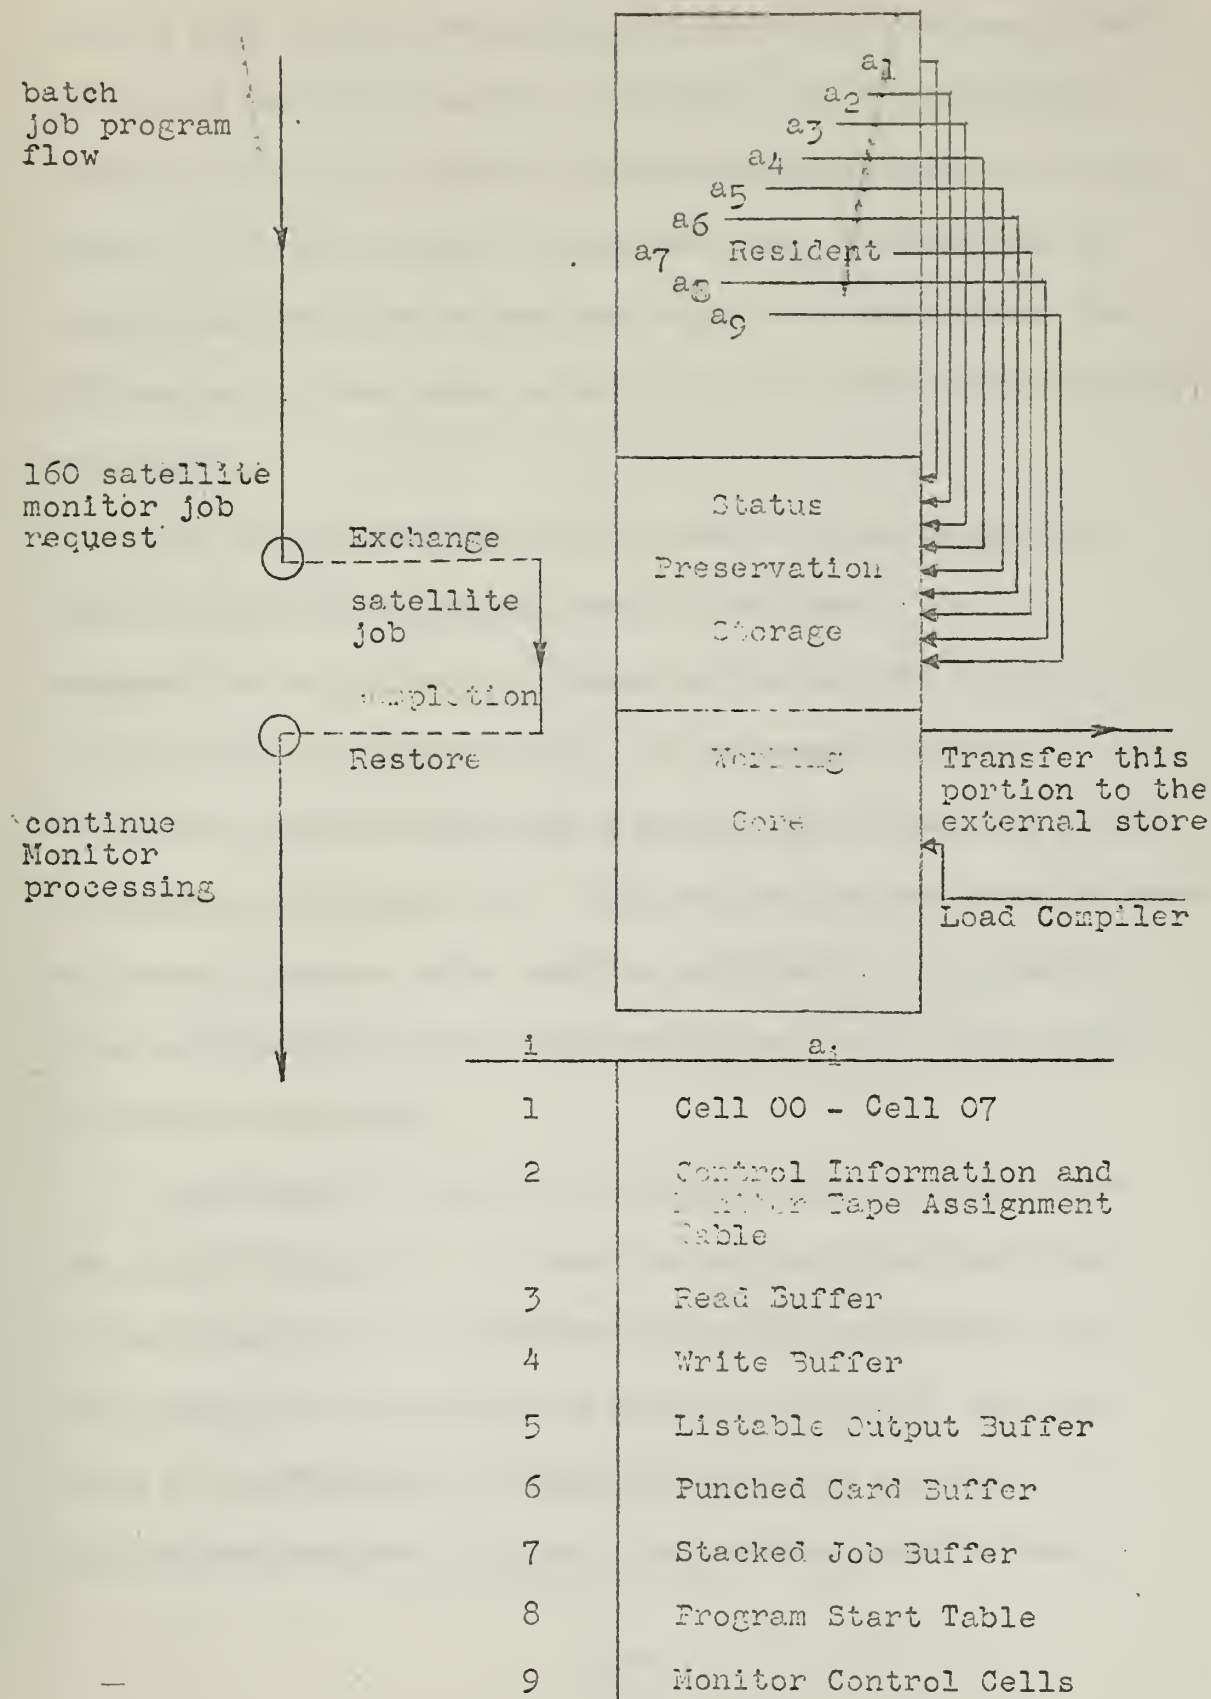 batch
job program
flow
a1
a2
a3
a4
a5
a6
a7 Resident
a8
a9
160 satellite
monitor job
request
Exchange
satellite
job
Restore
continue
Monitor
processing
Status
Preservation
Storage
Working
Core
Transfer this
portion to the
external store
Load Compiler
i ai
1 Cell 00 - Cell 07
2 Control Information and
Tape Assignment
Table
3 Read Buffer
4 Write Buffer
5 Listable Output Buffer
6 Punched Card Buffer
7 Stacked Job Buffer
8 Program Start Table
9 Monitor Control Cells